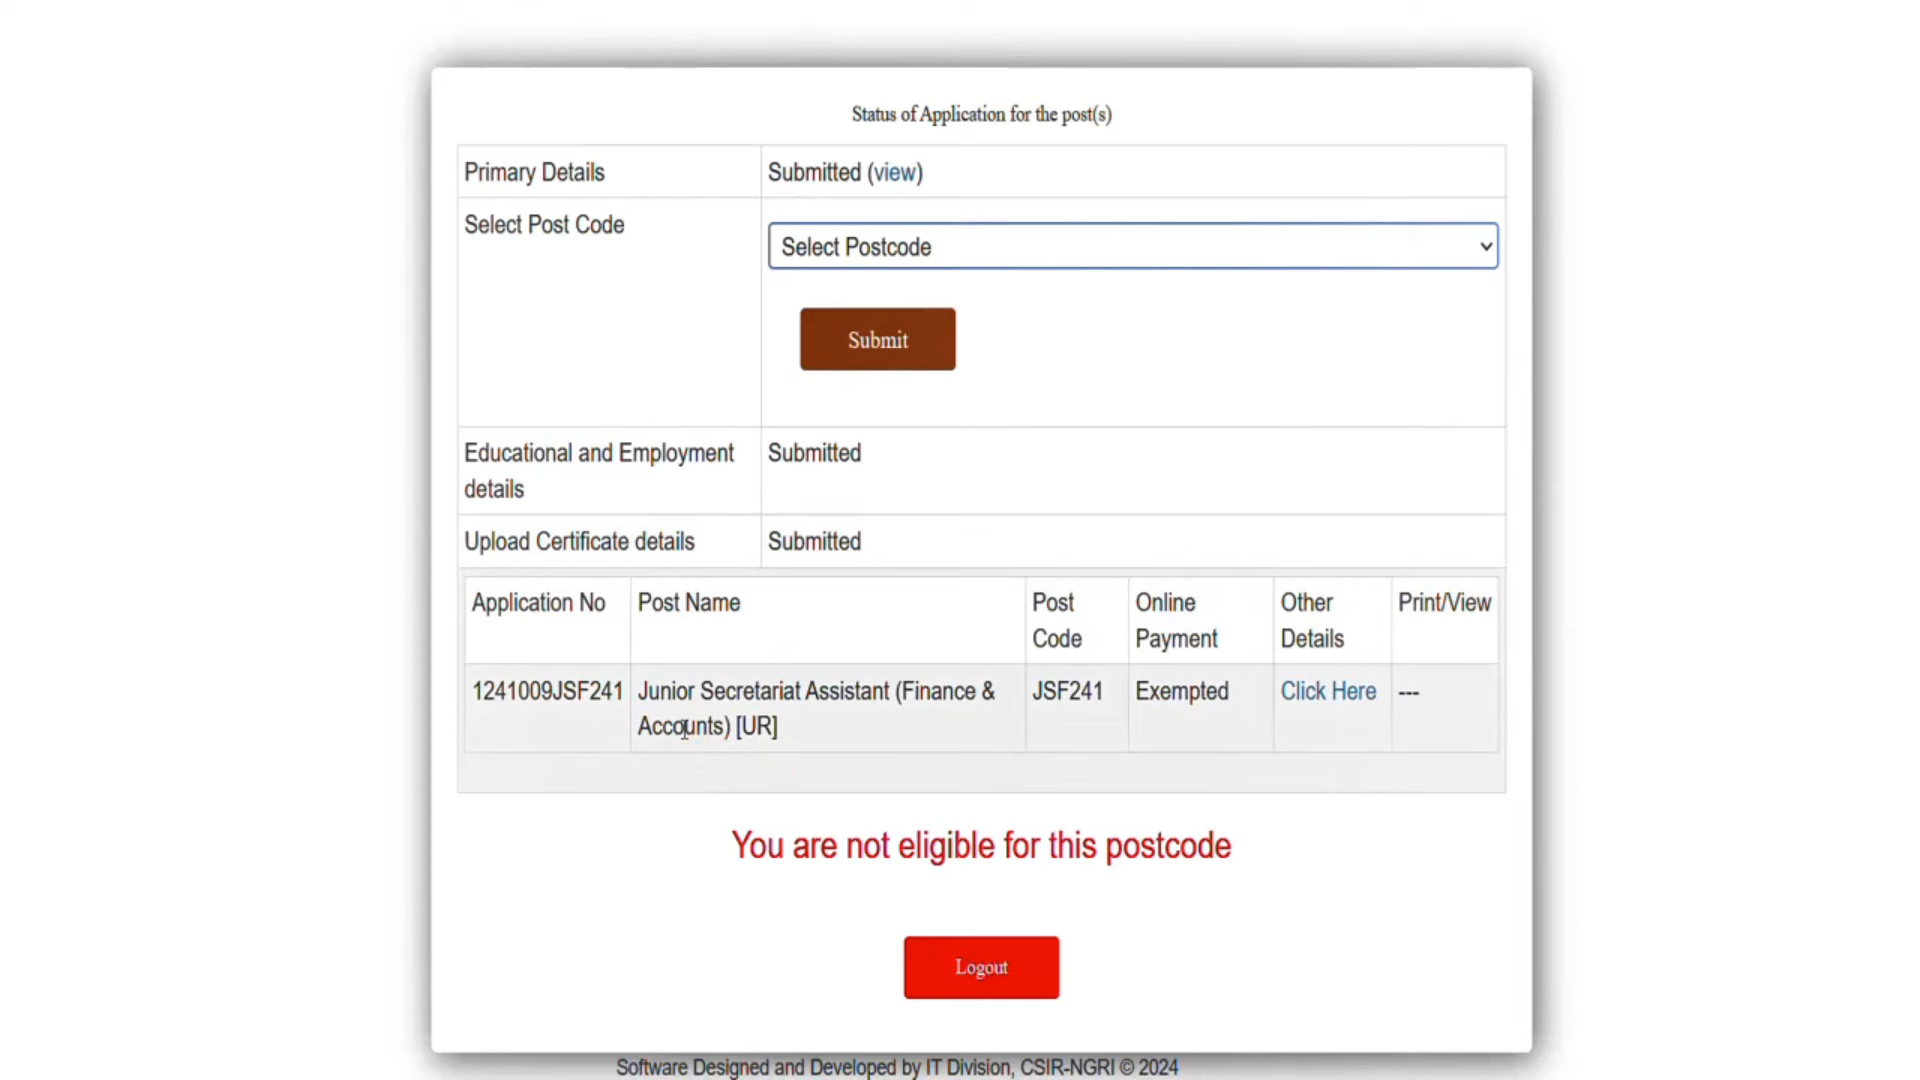 Status of Application for the post(s)
Primary Details
Submitted (view)
Select Post Code
Select Postcode
Submit
Educational and Employment
details
Submitted
Upload Certificate details
Submitted
Application No
Post Name
Post
Code
Online
Payment
Other
Details
Print/View
1241009JSF241
Junior Secretariat Assistant (Finance &
Accounts) [UR]
JSF241
Exempted
Click Here
---
You are not eligible for this postcode
Logout
Software Designed and Developed by IT Division, CSIR-NGRI © 2024